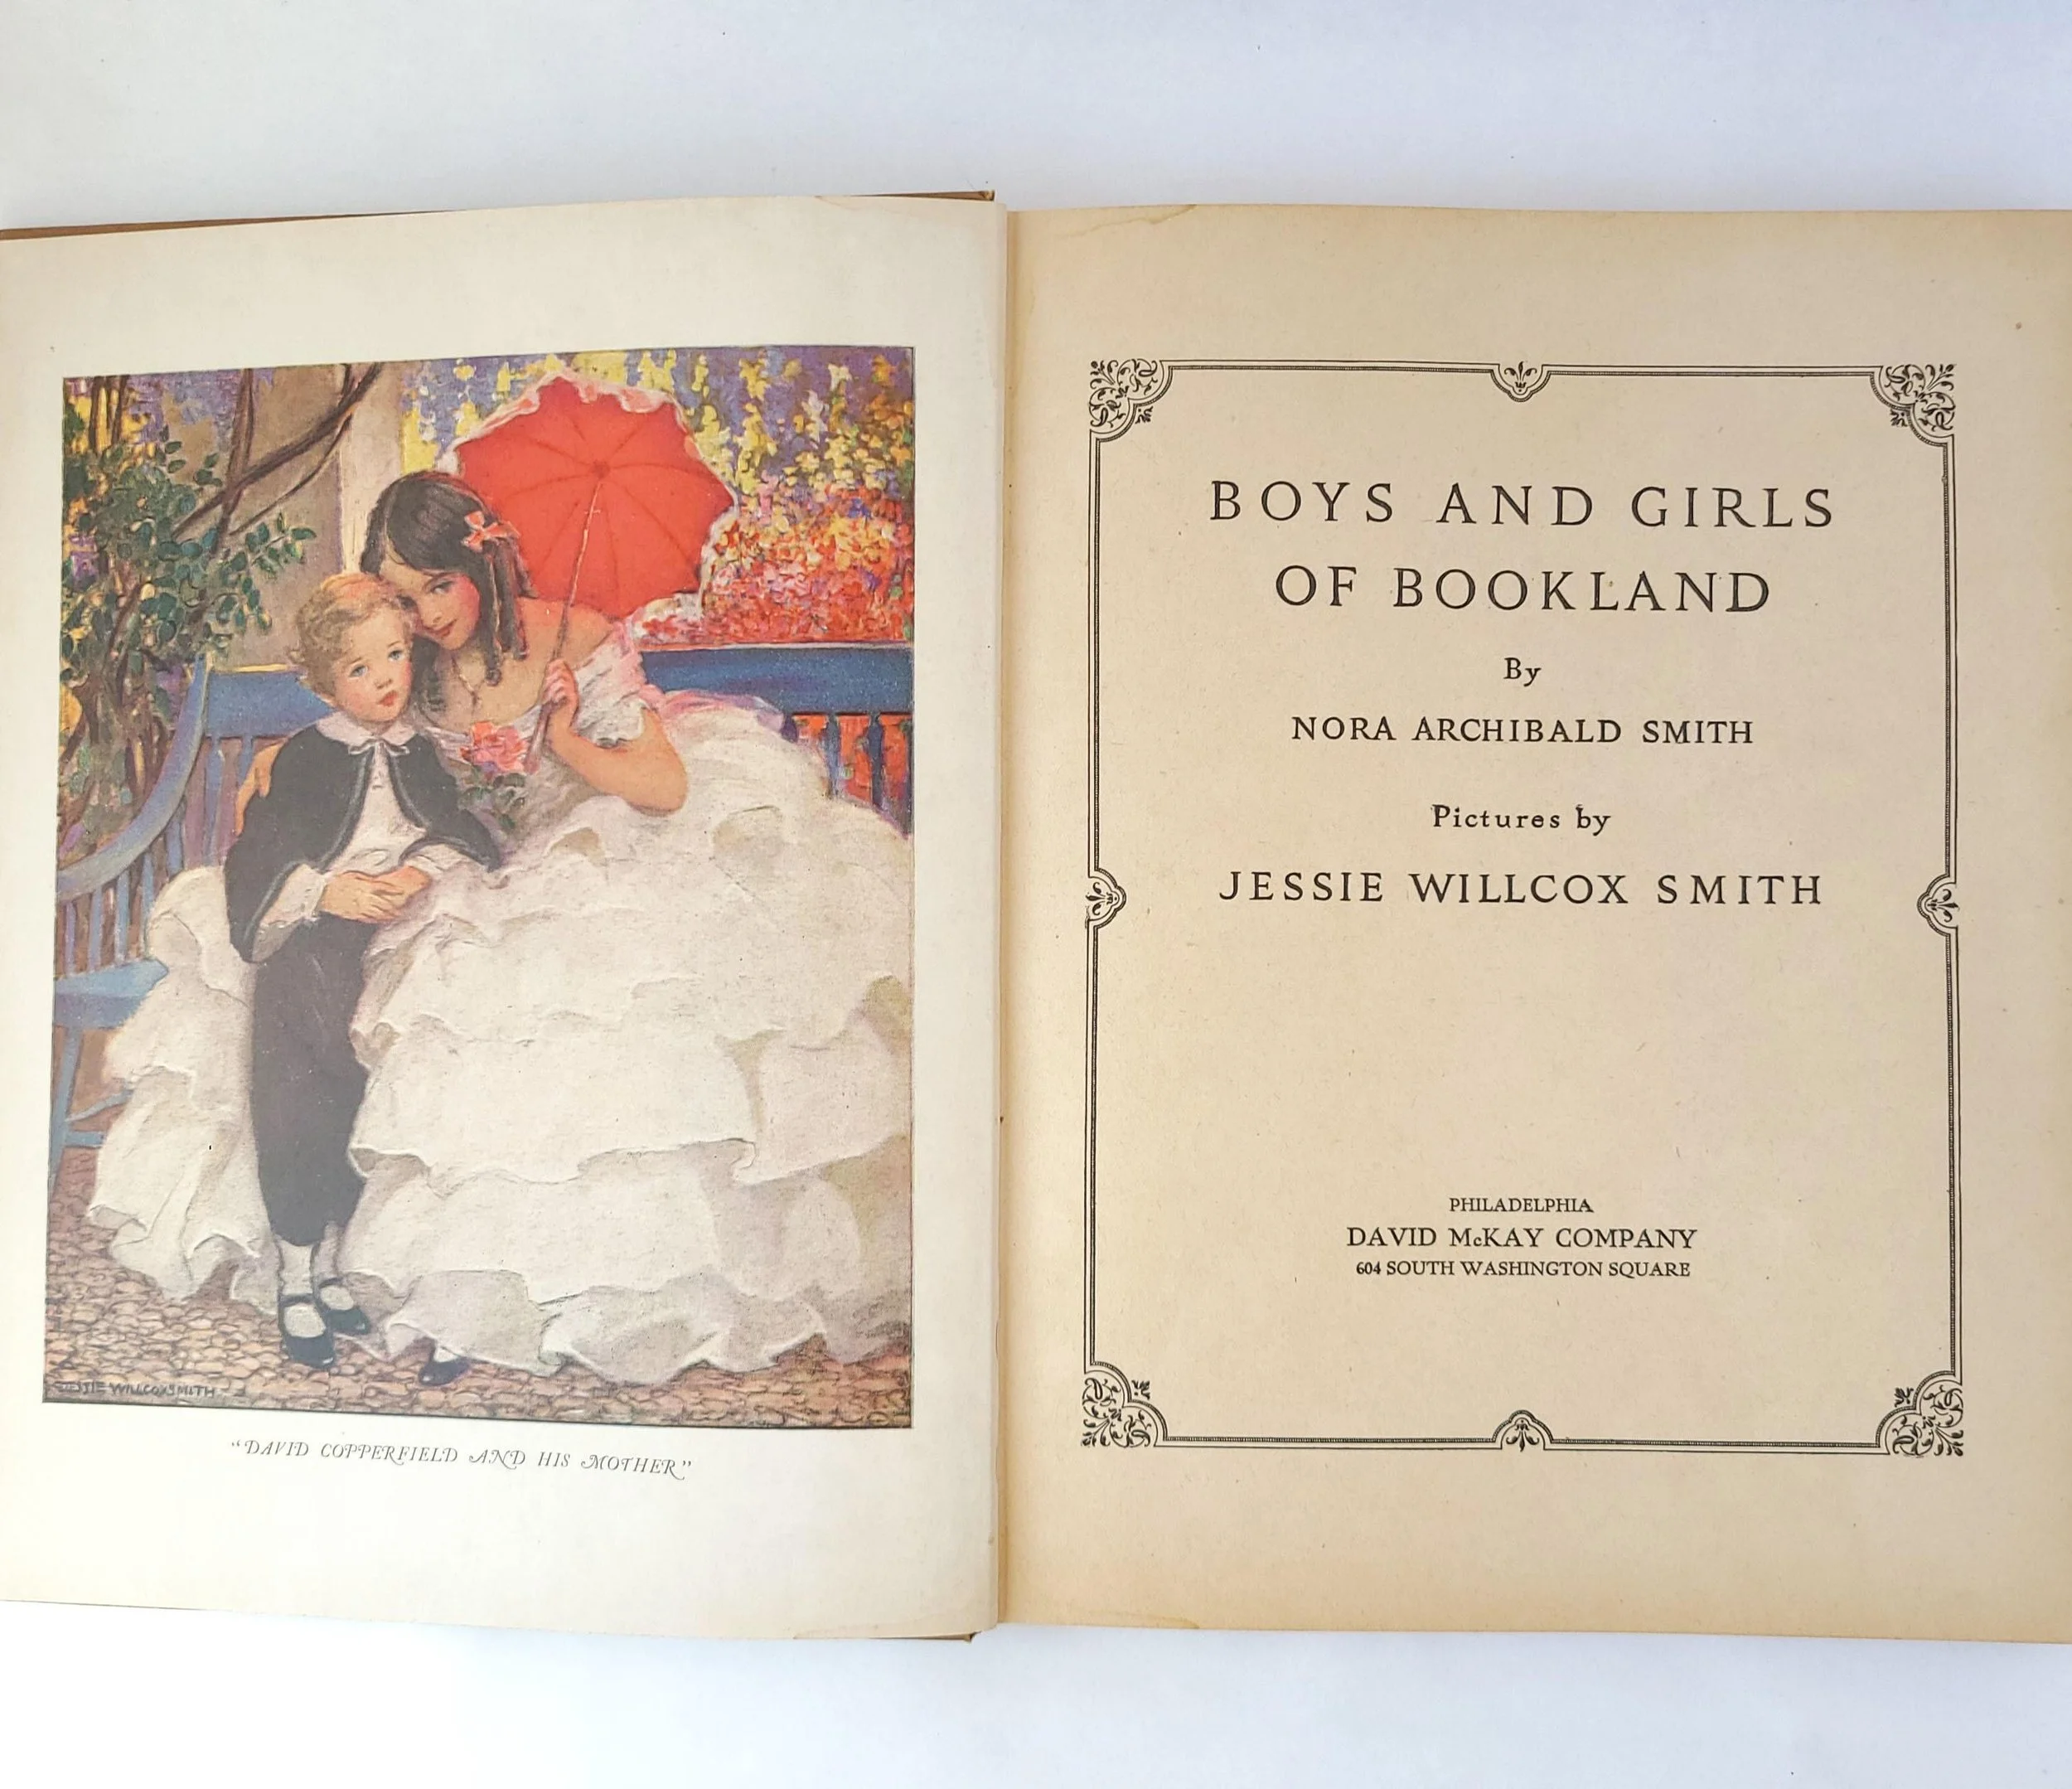 JESSIE WILLCOX SMITH
"DAVID COPPERFIELD AND HIS MOTHER"
BOYS AND GIRLS
OF BOOKLAND
By
NORA ARCHIBALD SMITH
Pictures by
JESSIE WILLCOX SMITH
PHILADELPHIA
DAVID McKAY COMPANY
604 SOUTH WASHINGTON SQUARE